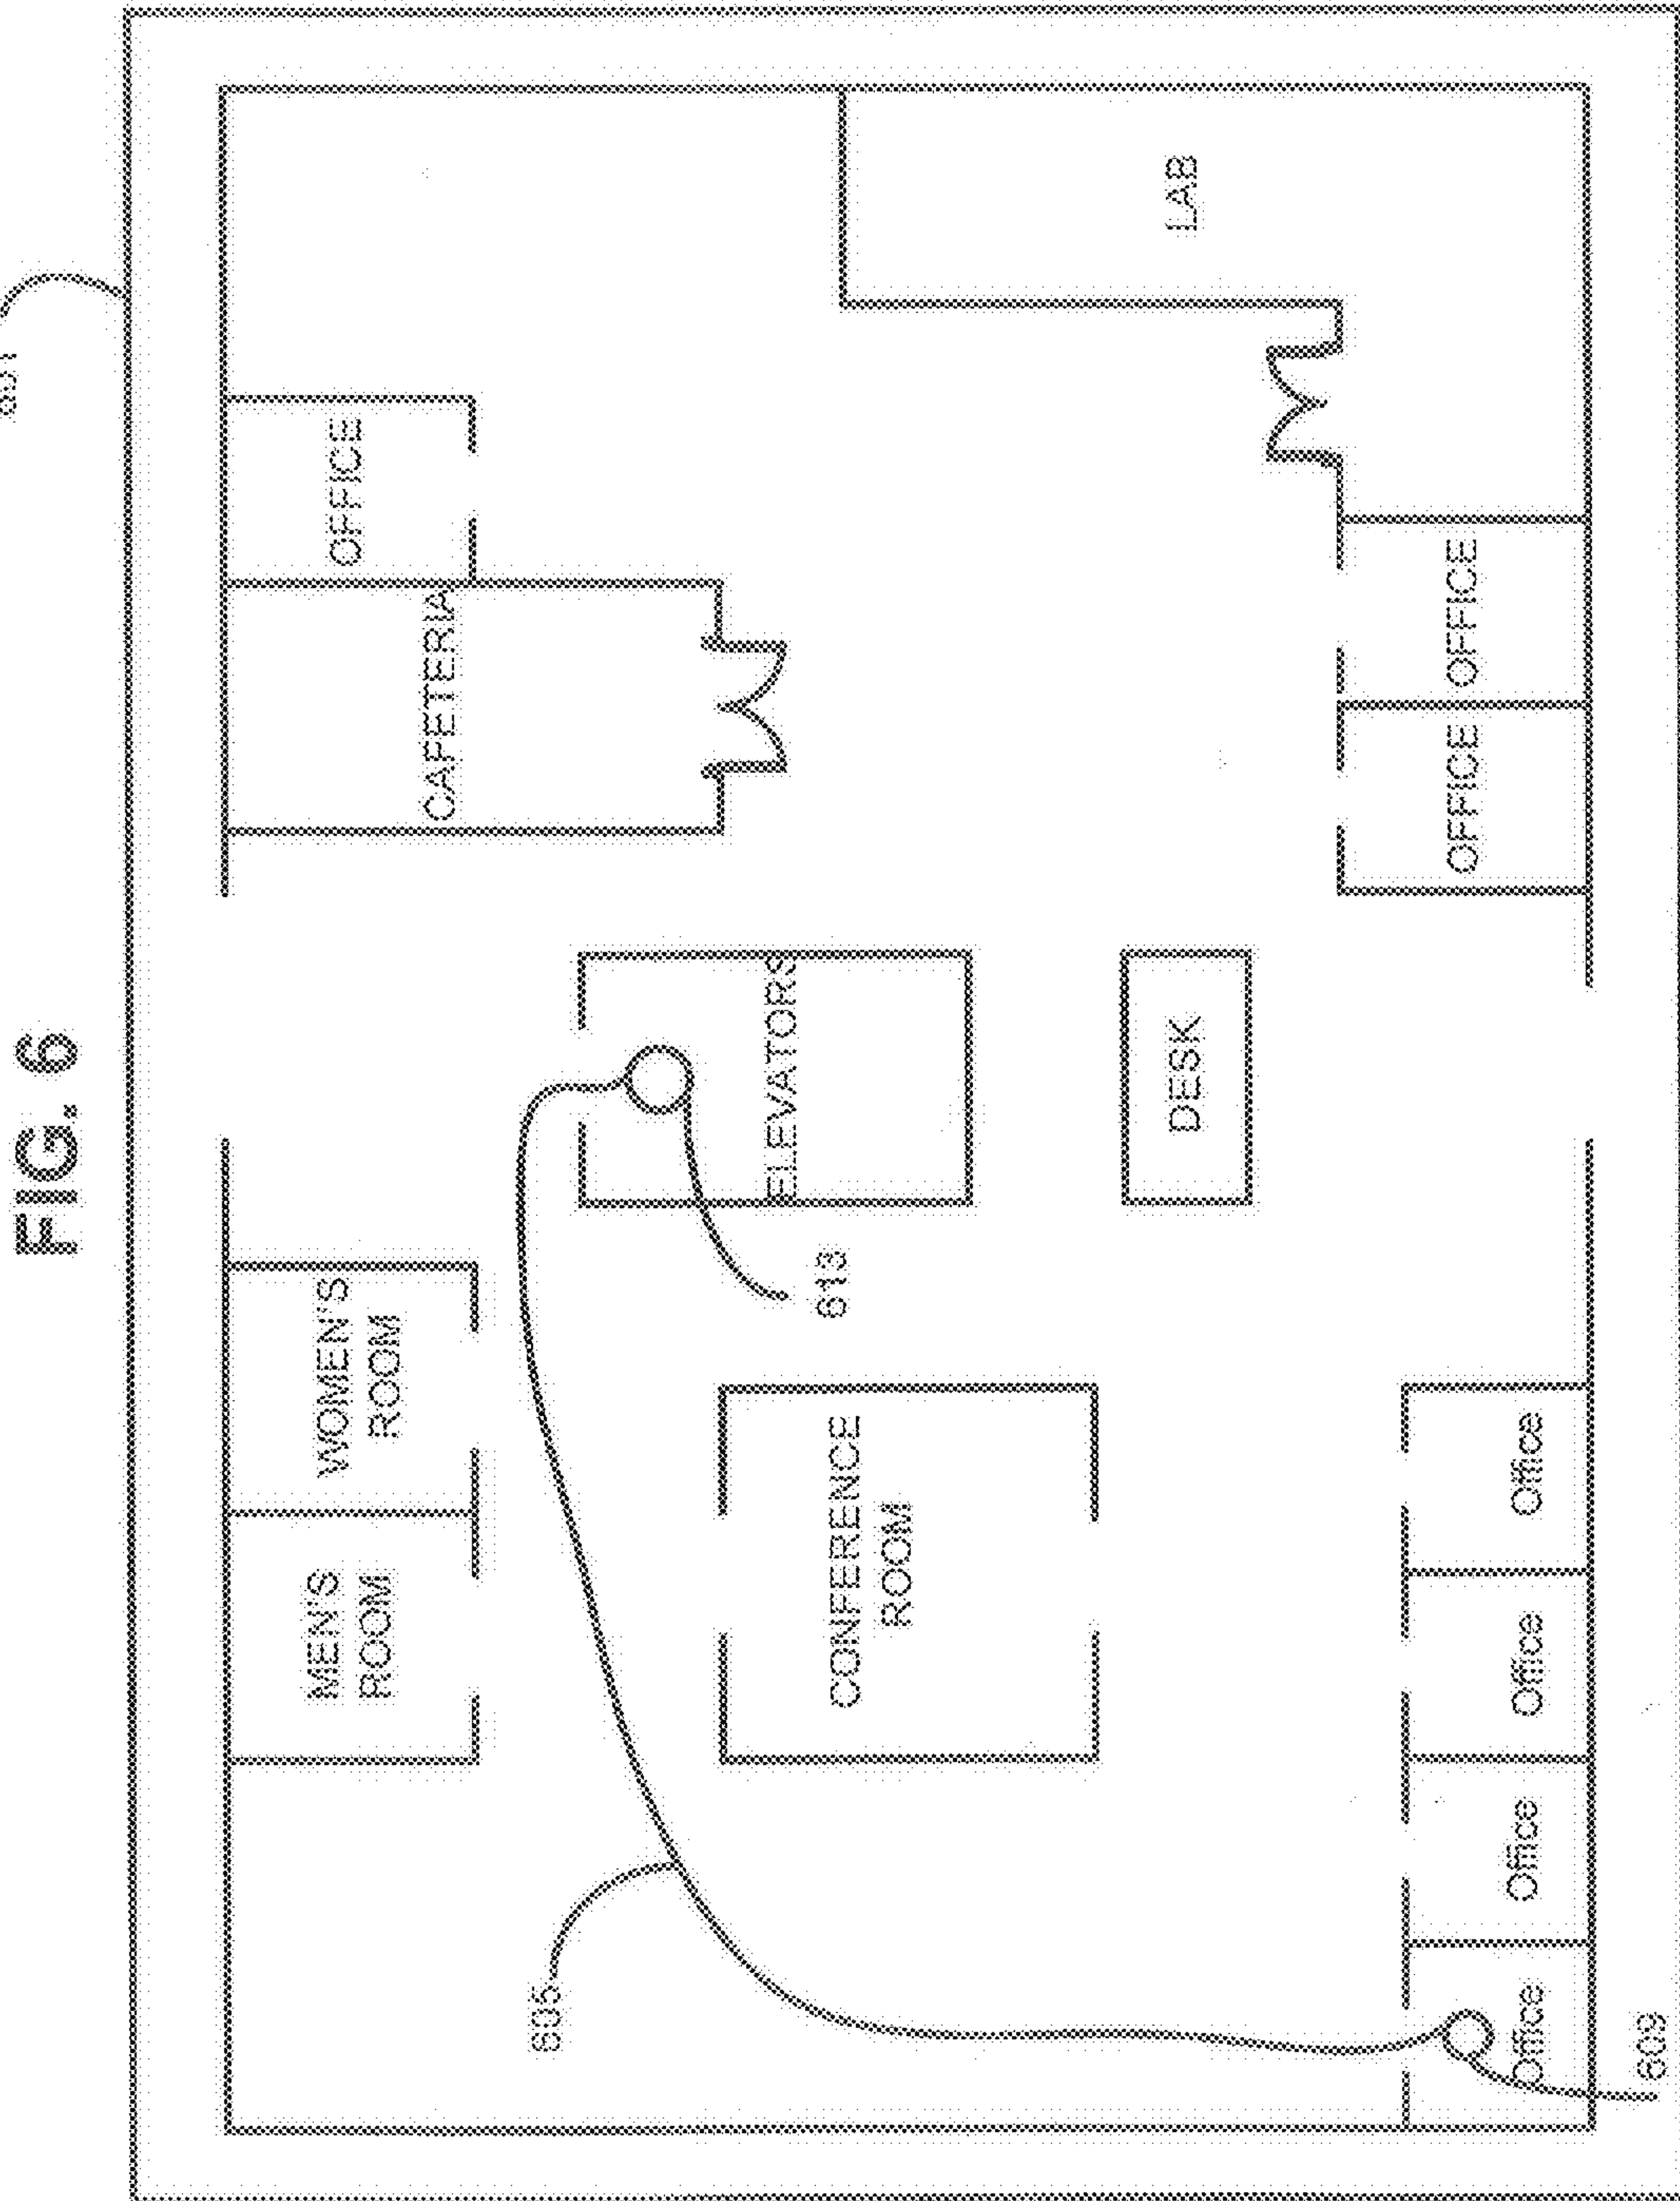 FIG. 6
MEN'S
ROOM
WOMEN'S
ROOM
CAFETERIA
OFFICE
605
ELEVATORS
613
CONFERENCE
ROOM
DESK
LAB
Office
Office
Office
Office
OFFICE
OFFICE
609